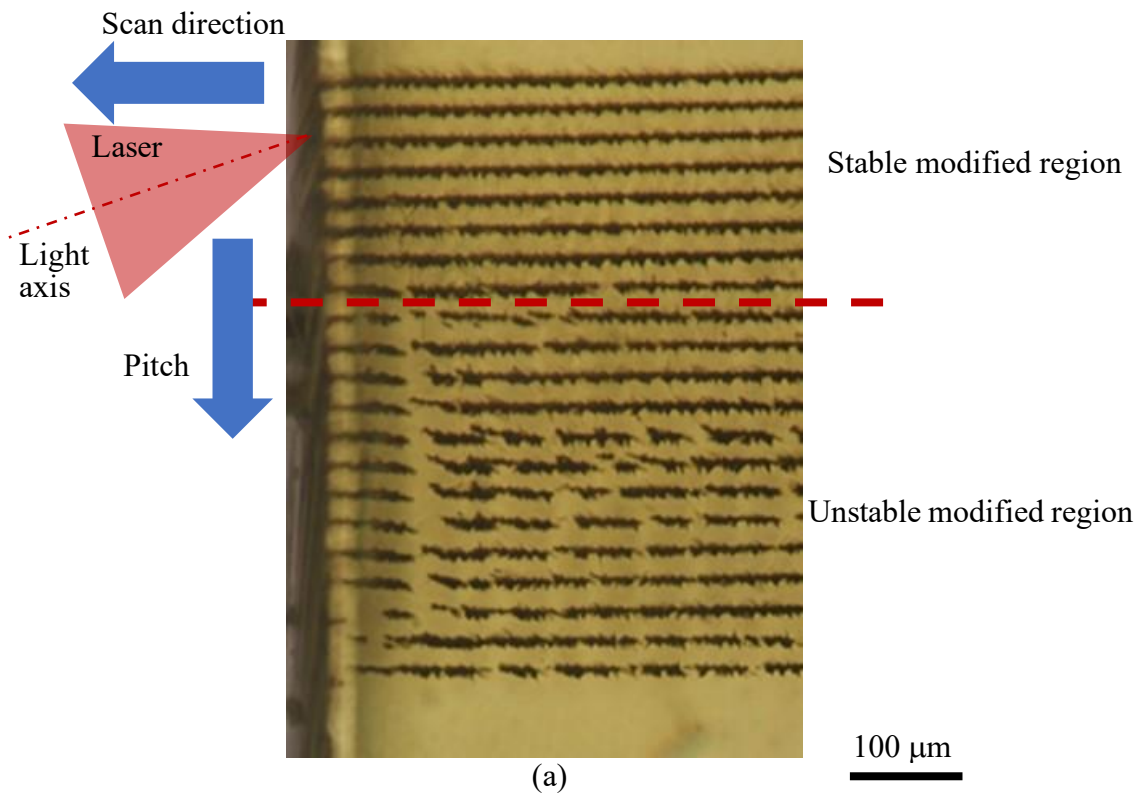 Scan direction
Laser
Stable modified region
Light
axis
Pitch
Unstable modified region
100 μm
(a)